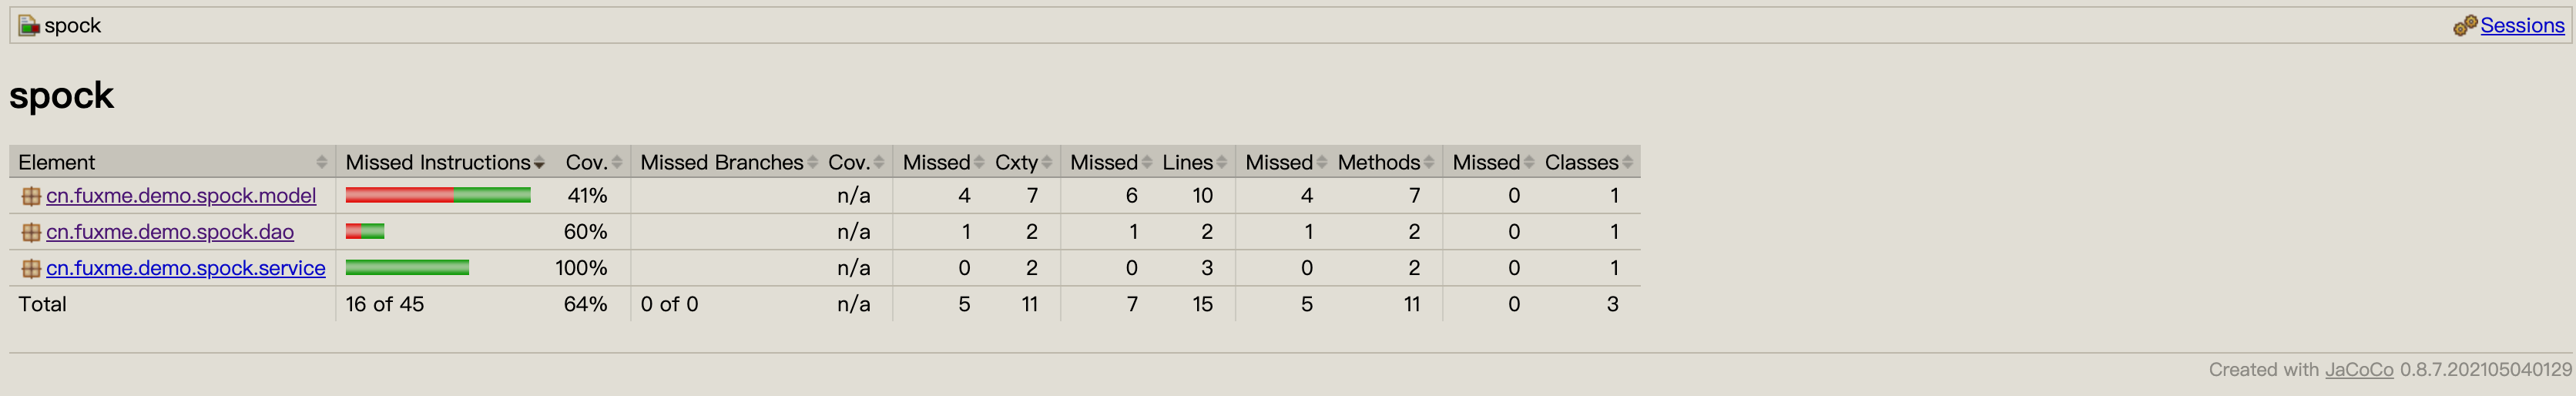 spock Sessions
spock
Element Missed Instructions Cov. Missed Branches Cov. Missed Cxty Missed Lines Missed Methods Missed Classes
cn.fuxme.demo.spock.model 41% n/a 4 7 6 10 4 7 0 1
cn.fuxme.demo.spock.dao 60% n/a 1 2 1 2 1 2 0 1
cn.fuxme.demo.spock.service 100% n/a 0 2 0 3 0 2 0 1
Total 16 of 45 64% 0 of 0 n/a 5 11 7 15 5 11 0 3
Created with JaCoCo 0.8.7.202105040129